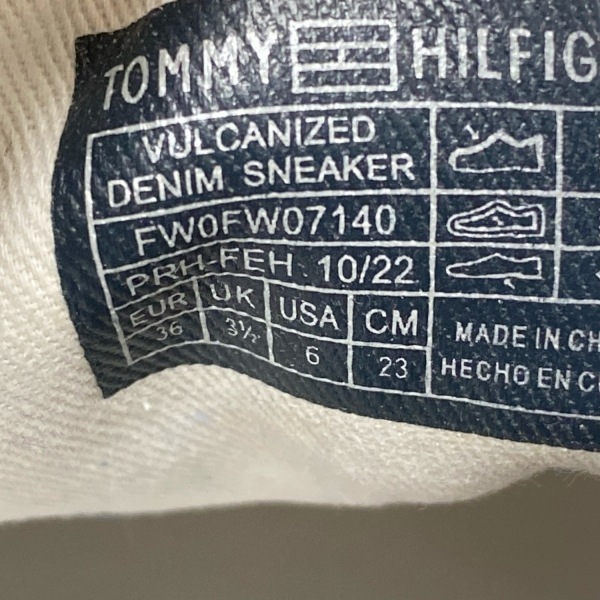 TOMMY HILFIG
VULCANIZED
DENIM SNEAKER
FW0FW07140
PRH-FEH 10/22
EUR UK USA CM
36 3½ 6 23
MADE IN CH
HECHO EN C